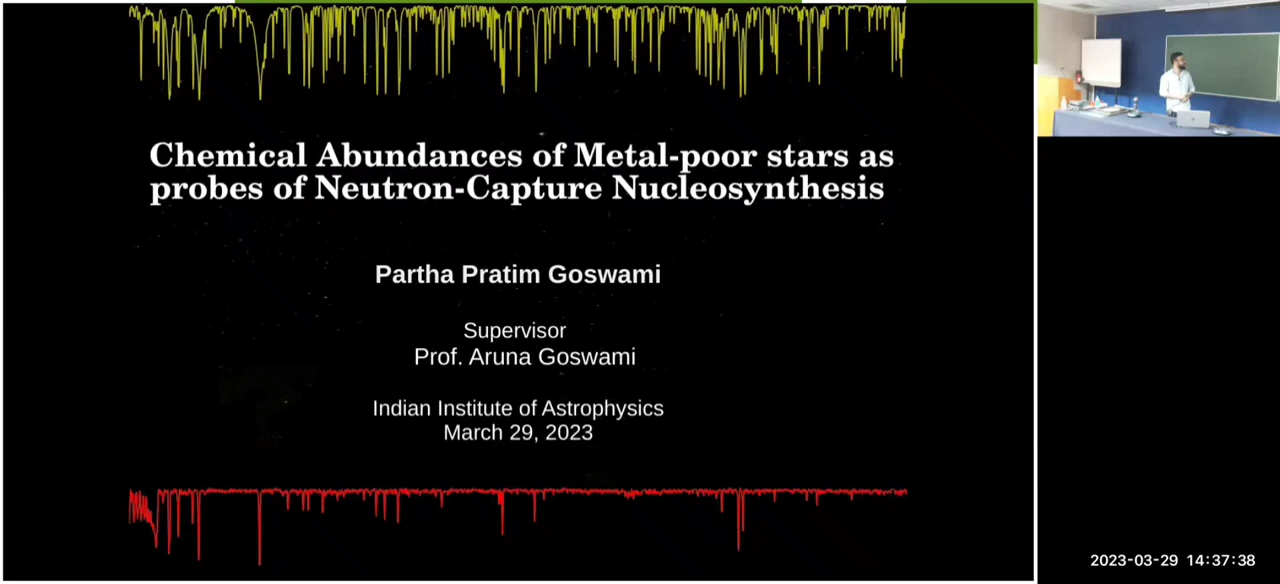 Chemical Abundances of Metal-poor stars as
probes of Neutron-Capture Nucleosynthesis
Partha Pratim Goswami
Supervisor
Prof. Aruna Goswami
Indian Institute of Astrophysics
March 29, 2023
2023-03-29 14:37:38